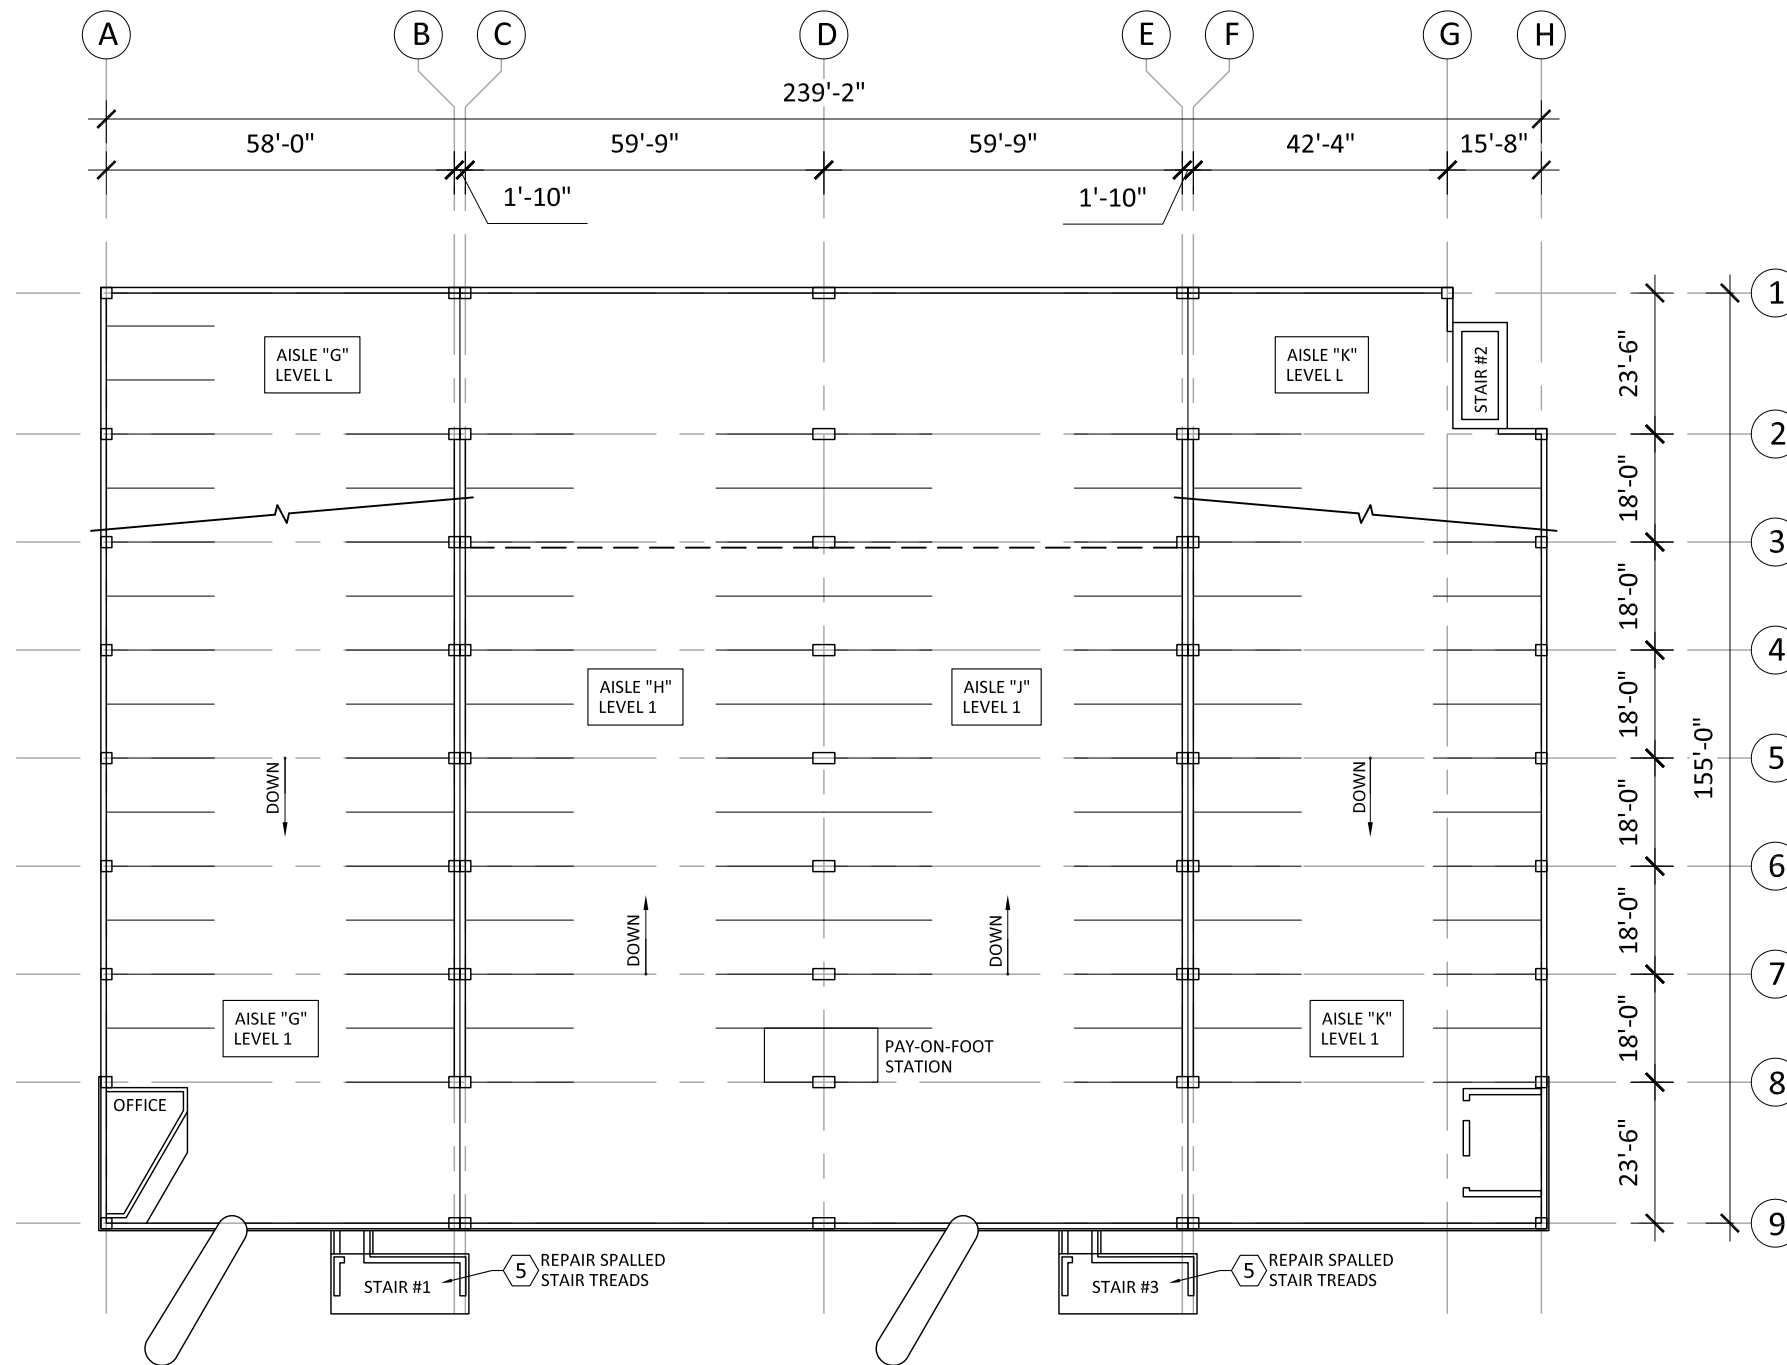 A B C D E F G H
239'-2"
58'-0" 59'-9" 59'-9" 42'-4" 15'-8"
1'-10" 1'-10"
1
AISLE "G"
LEVEL L
AISLE "K"
LEVEL L
STAIR #2
23'-6"
2
18'-0"
3
18'-0"
4
AISLE "H"
LEVEL 1
AISLE "J"
LEVEL 1
18'-0"
155'-0"
5
DOWN
DOWN
18'-0"
6
DOWN
DOWN
18'-0"
7
AISLE "G"
LEVEL 1
PAY-ON-FOOT
STATION
AISLE "K"
LEVEL 1
18'-0"
8
OFFICE
23'-6"
9
STAIR #1
5
REPAIR SPALLED
STAIR TREADS
STAIR #3
5
REPAIR SPALLED
STAIR TREADS